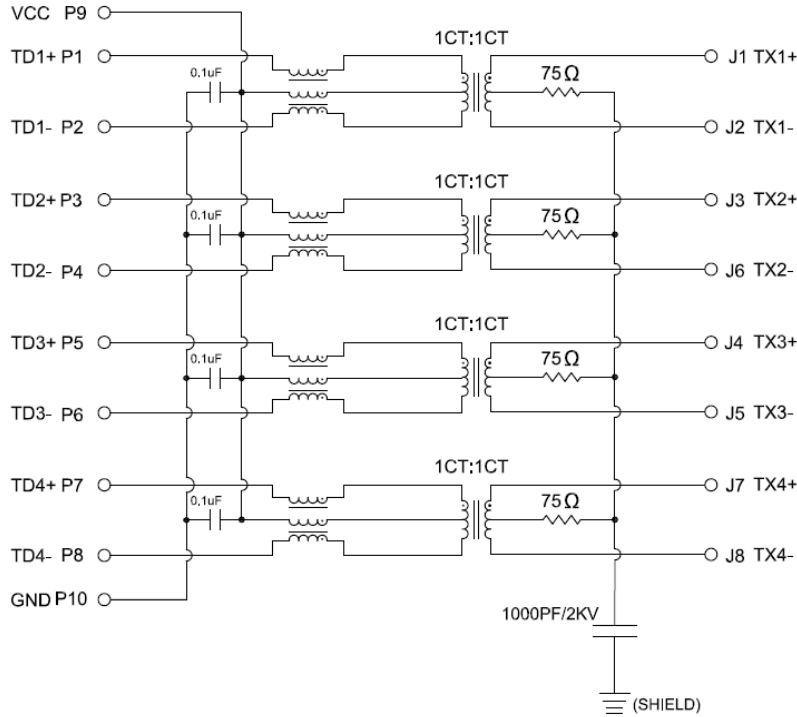 VCC P9
1CT:1CT
TD1+ P1
J1 TX1+
0.1uF
75Ω
TD1- P2
J2 TX1-
1CT:1CT
TD2+ P3
J3 TX2+
0.1uF
75Ω
TD2- P4
J6 TX2-
1CT:1CT
TD3+ P5
J4 TX3+
0.1uF
75Ω
TD3- P6
J5 TX3-
1CT:1CT
TD4+ P7
J7 TX4+
0.1uF
75Ω
TD4- P8
J8 TX4-
GND P10
1000PF/2KV
(SHIELD)